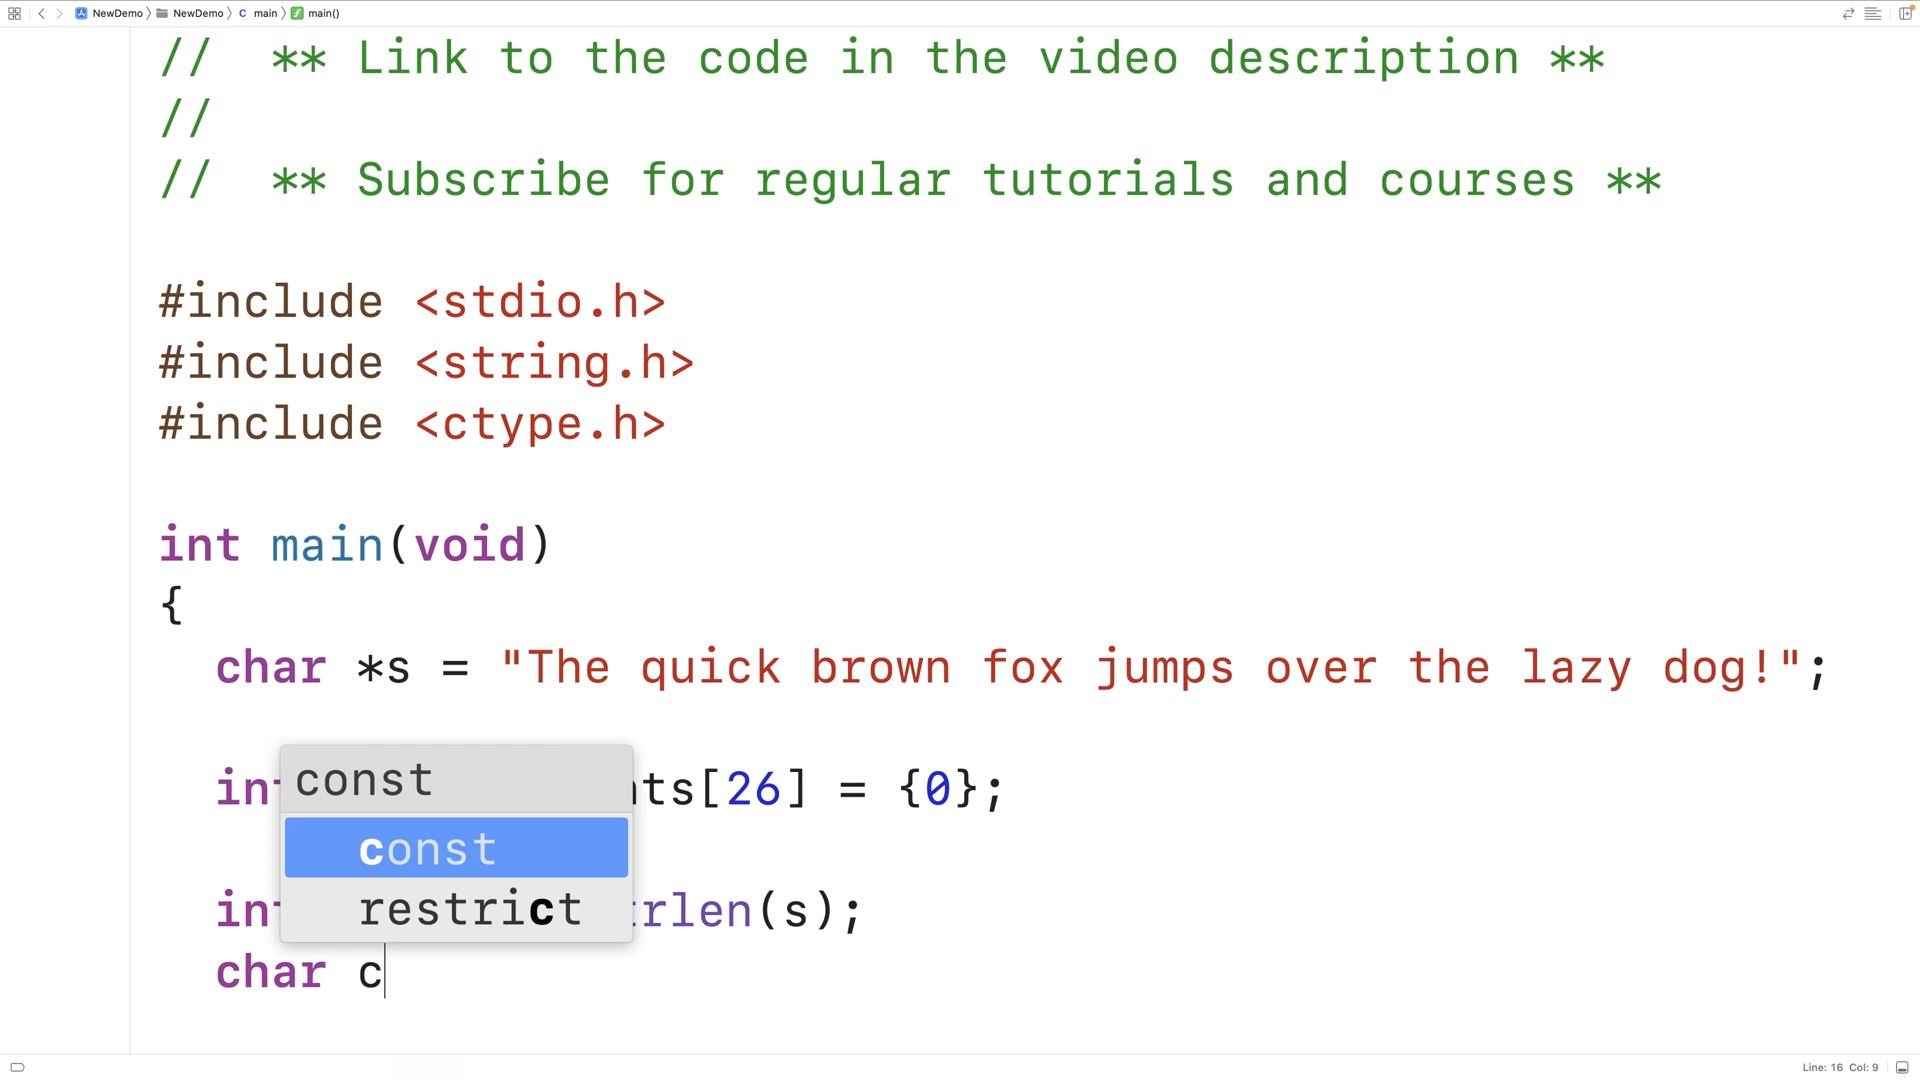 NewDemo NewDemo C main f main()
// ** Link to the code in the video description **
//
// ** Subscribe for regular tutorials and courses **
#include <stdio.h>
#include <string.h>
#include <ctype.h>
int main(void)
{
char *s = "The quick brown fox jumps over the lazy dog!";
const
int ts[26] = {0};
const
int rlen(s);
restrict
char c
Line: 16 Col: 9